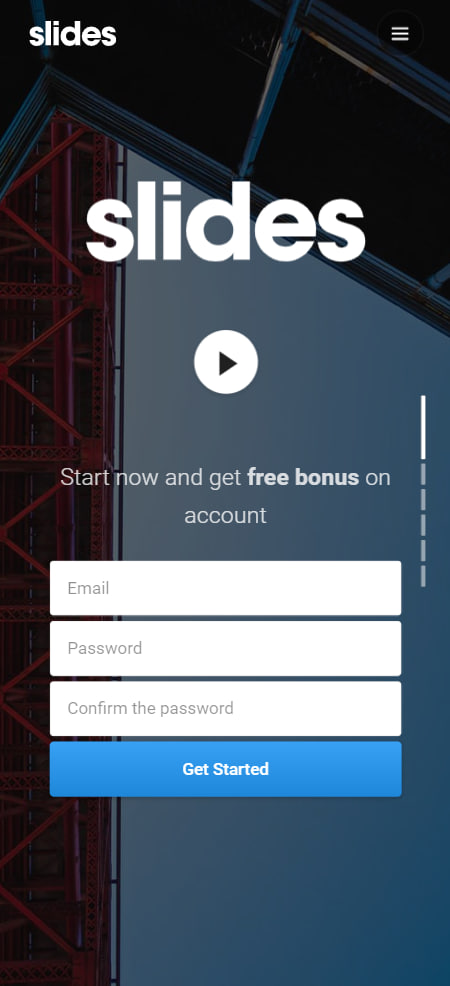 slides
slides
Start now and get free bonus on
account
Email
Password
Confirm the password
Get Started